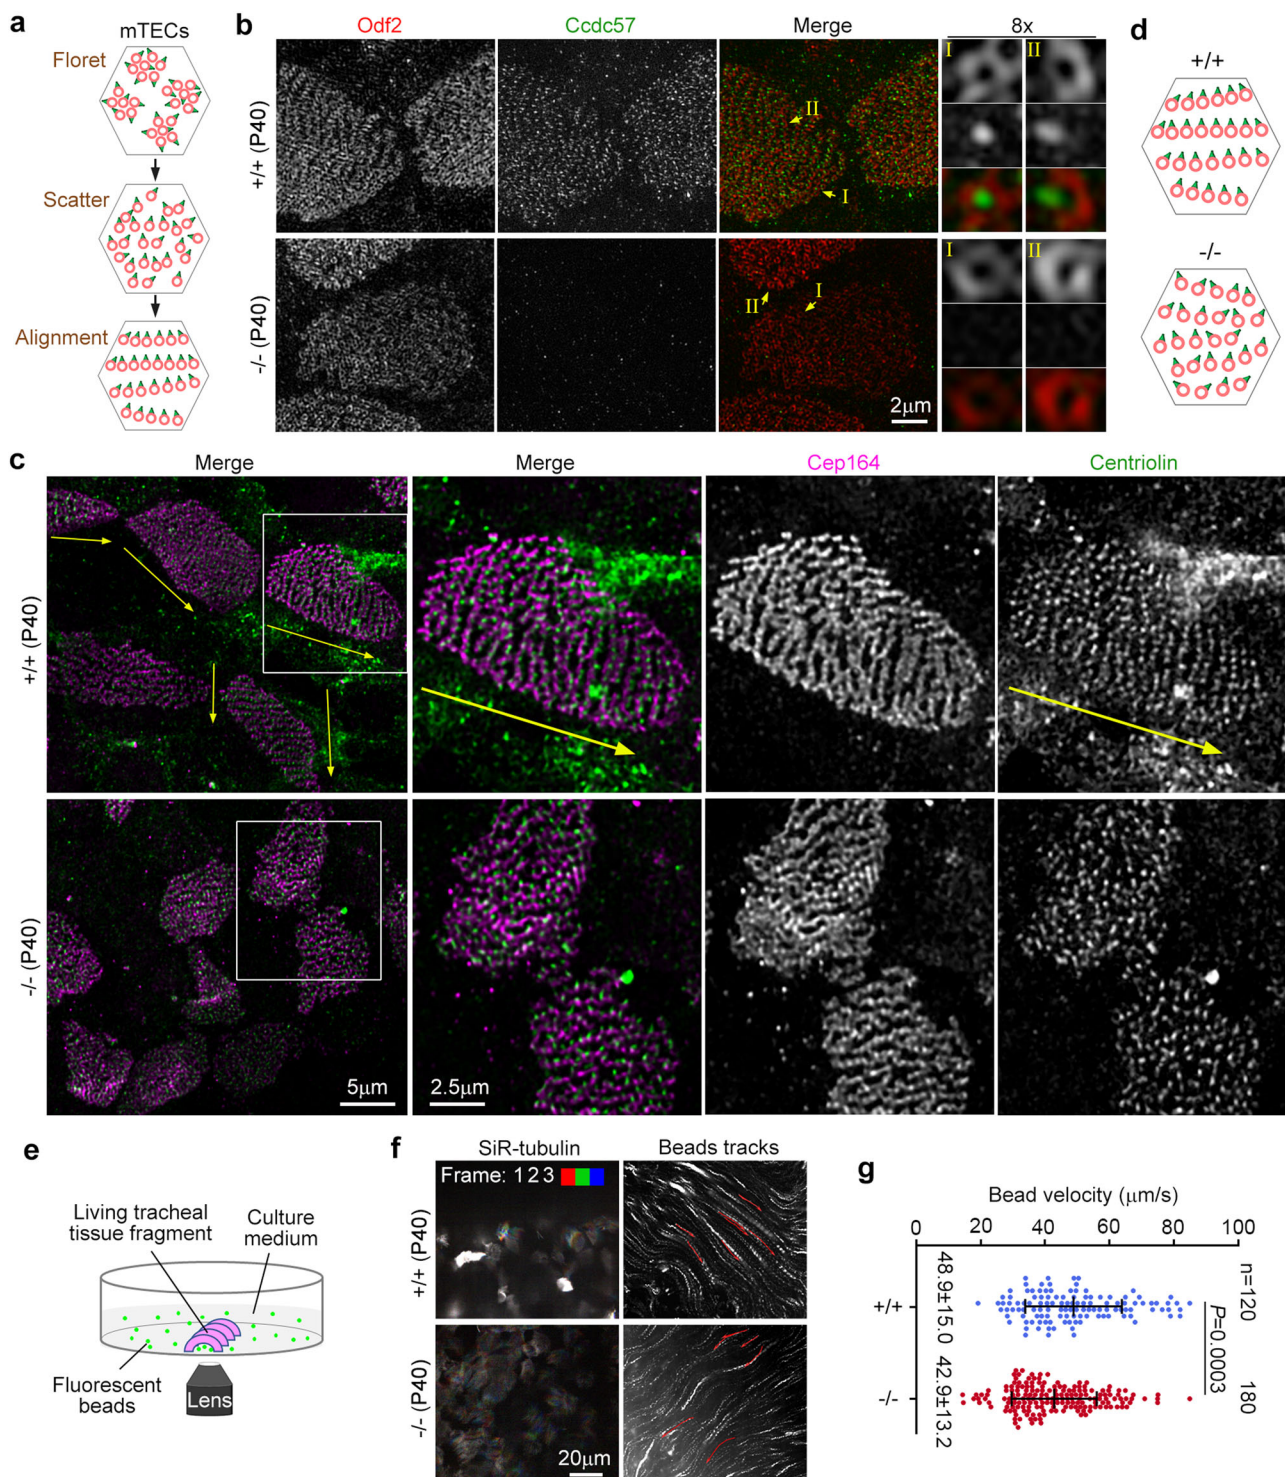 a
mTECs
Floret
Scatter
Alignment
b
Odf2
Ccdc57
Merge
8x
+/+ (P40)
II
I
I
II
-/- (P40)
I
II
I
II
2μm
d
+/+
-/-
c
Merge
Merge
Cep164
Centriolin
+/+ (P40)
-/- (P40)
5μm
2.5μm
e
Living tracheal
tissue fragment
Culture
medium
Fluorescent
beads
Lens
f
SiR-tubulin
Beads tracks
Frame: 1 2 3
+/+ (P40)
-/- (P40)
20μm
g
Bead velocity (μm/s)
0 20 40 60 80 100
+/+
48.9±15.0
n=120
P=0.0003
-/-
42.9±13.2
180